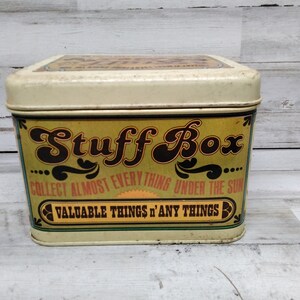 Stuff Box
COLLECT ALMOST EVERYTHING UNDER THE SUN
VALUABLE THINGS n' ANY THINGS